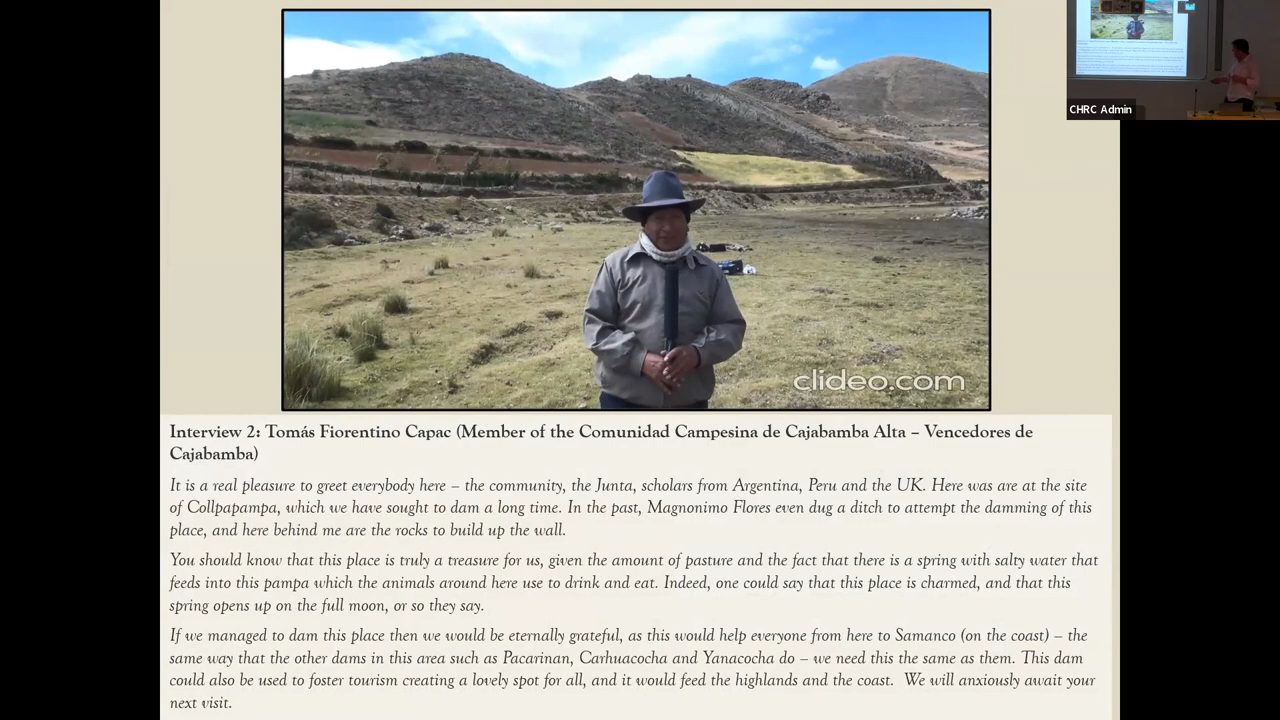 CHRC Admin
clideo.com
Interview 2: Tomás Fiorentino Capac (Member of the Comunidad Campesina de Cajabamba Alta – Vencedores de
Cajabamba)
It is a real pleasure to greet everybody here – the community, the Junta, scholars from Argentina, Peru and the UK. Here was are at the site
of Collpapampa, which we have sought to dam a long time. In the past, Magnonimo Flores even dug a ditch to attempt the damming of this
place, and here behind me are the rocks to build up the wall.
You should know that this place is truly a treasure for us, given the amount of pasture and the fact that there is a spring with salty water that
feeds into this pampa which the animals around here use to drink and eat. Indeed, one could say that this place is charmed, and that this
spring opens up on the full moon, or so they say.
If we managed to dam this place then we would be eternally grateful, as this would help everyone from here to Samanco (on the coast) – the
same way that the other dams in this area such as Pacarinan, Carhuacocha and Yanacocha do – we need this the same as them. This dam
could also be used to foster tourism creating a lovely spot for all, and it would feed the highlands and the coast.  We will anxiously await your
next visit.